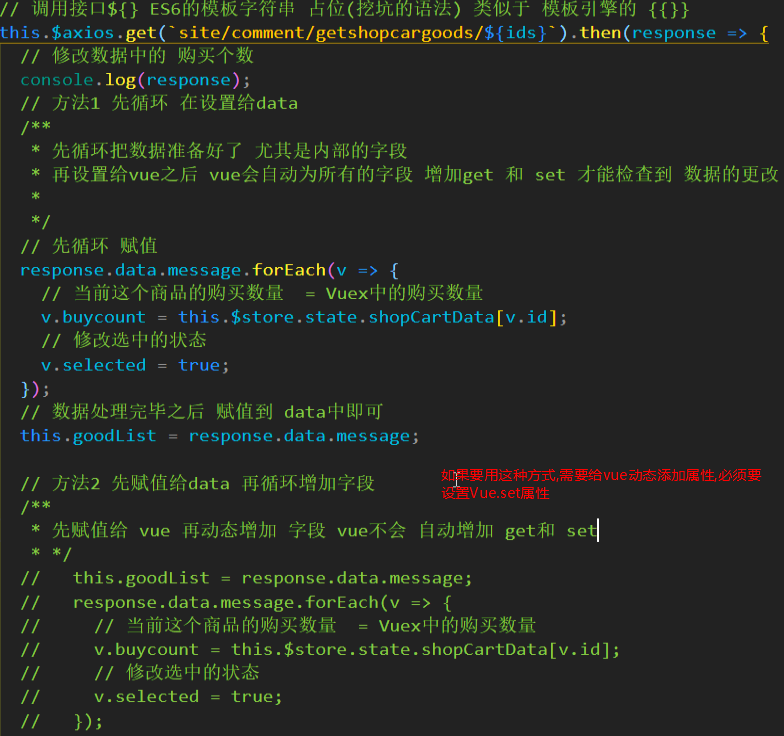 // 调用接口${} ES6的模板字符串 占位(挖坑的语法) 类似于 模板引擎的 {{}}
this.$axios.get(`site/comment/getshopcargoods/${ids}`).then(response => {
// 修改数据中的 购买个数
console.log(response);
// 方法1 先循环 在设置给data
/**
* 先循环把数据准备好了 尤其是内部的字段
* 再设置给vue之后 vue会自动为所有的字段 增加get 和 set 才能检查到 数据的更改
*
*/
// 先循环 赋值
response.data.message.forEach(v => {
// 当前这个商品的购买数量  = Vuex中的购买数量
v.buycount = this.$store.state.shopCartData[v.id];
// 修改选中的状态
v.selected = true;
});
// 数据处理完毕之后 赋值到 data中即可
this.goodList = response.data.message;
// 方法2 先赋值给data 再循环增加字段
如果要用这种方式,需要给vue动态添加属性,必须要
设置Vue.set属性
/**
* 先赋值给 vue 再动态增加 字段 vue不会 自动增加 get和 set
* */
//   this.goodList = response.data.message;
//   response.data.message.forEach(v => {
//     // 当前这个商品的购买数量  = Vuex中的购买数量
//     v.buycount = this.$store.state.shopCartData[v.id];
//     // 修改选中的状态
//     v.selected = true;
//   });